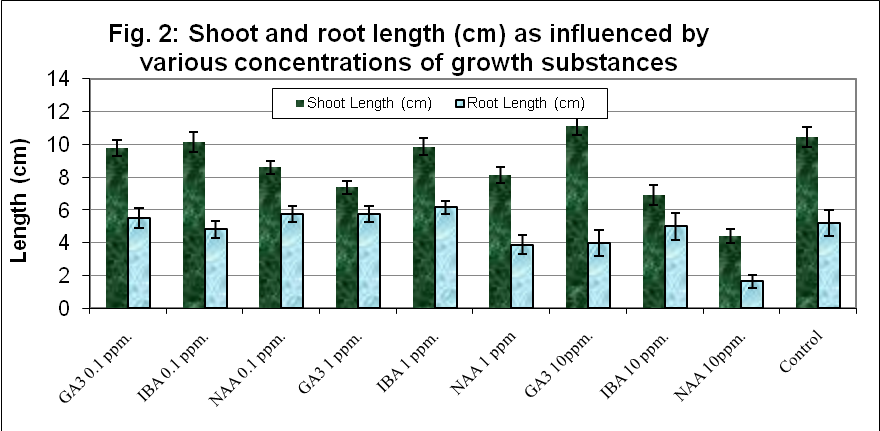 Fig. 2: Shoot and root length (cm) as influenced by
various concentrations of growth substances
Shoot Length (cm) Root Length (cm)
Length (cm)
14
12
10
8
6
4
2
0
GA3 0.1 ppm.
IBA 0.1 ppm.
NAA 0.1 ppm.
GA3 1 ppm.
IBA 1 ppm.
NAA 1 ppm
GA3 10ppm.
IBA 10 ppm.
NAA 10ppm.
Control